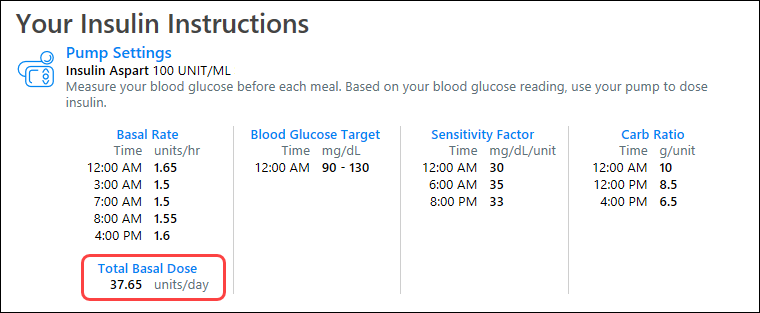 Your Insulin Instructions
Pump Settings
Insulin Aspart 100 UNIT/ML
Measure your blood glucose before each meal. Based on your blood glucose reading, use your pump to dose
insulin.
Basal Rate
Time units/hr
12:00 AM 1.65
3:00 AM 1.5
7:00 AM 1.5
8:00 AM 1.55
4:00 PM 1.6
Total Basal Dose
37.65 units/day
Blood Glucose Target
Time mg/dL
12:00 AM 90 - 130
Sensitivity Factor
Time mg/dL/unit
12:00 AM 30
6:00 AM 35
8:00 PM 33
Carb Ratio
Time g/unit
12:00 AM 10
12:00 PM 8.5
4:00 PM 6.5